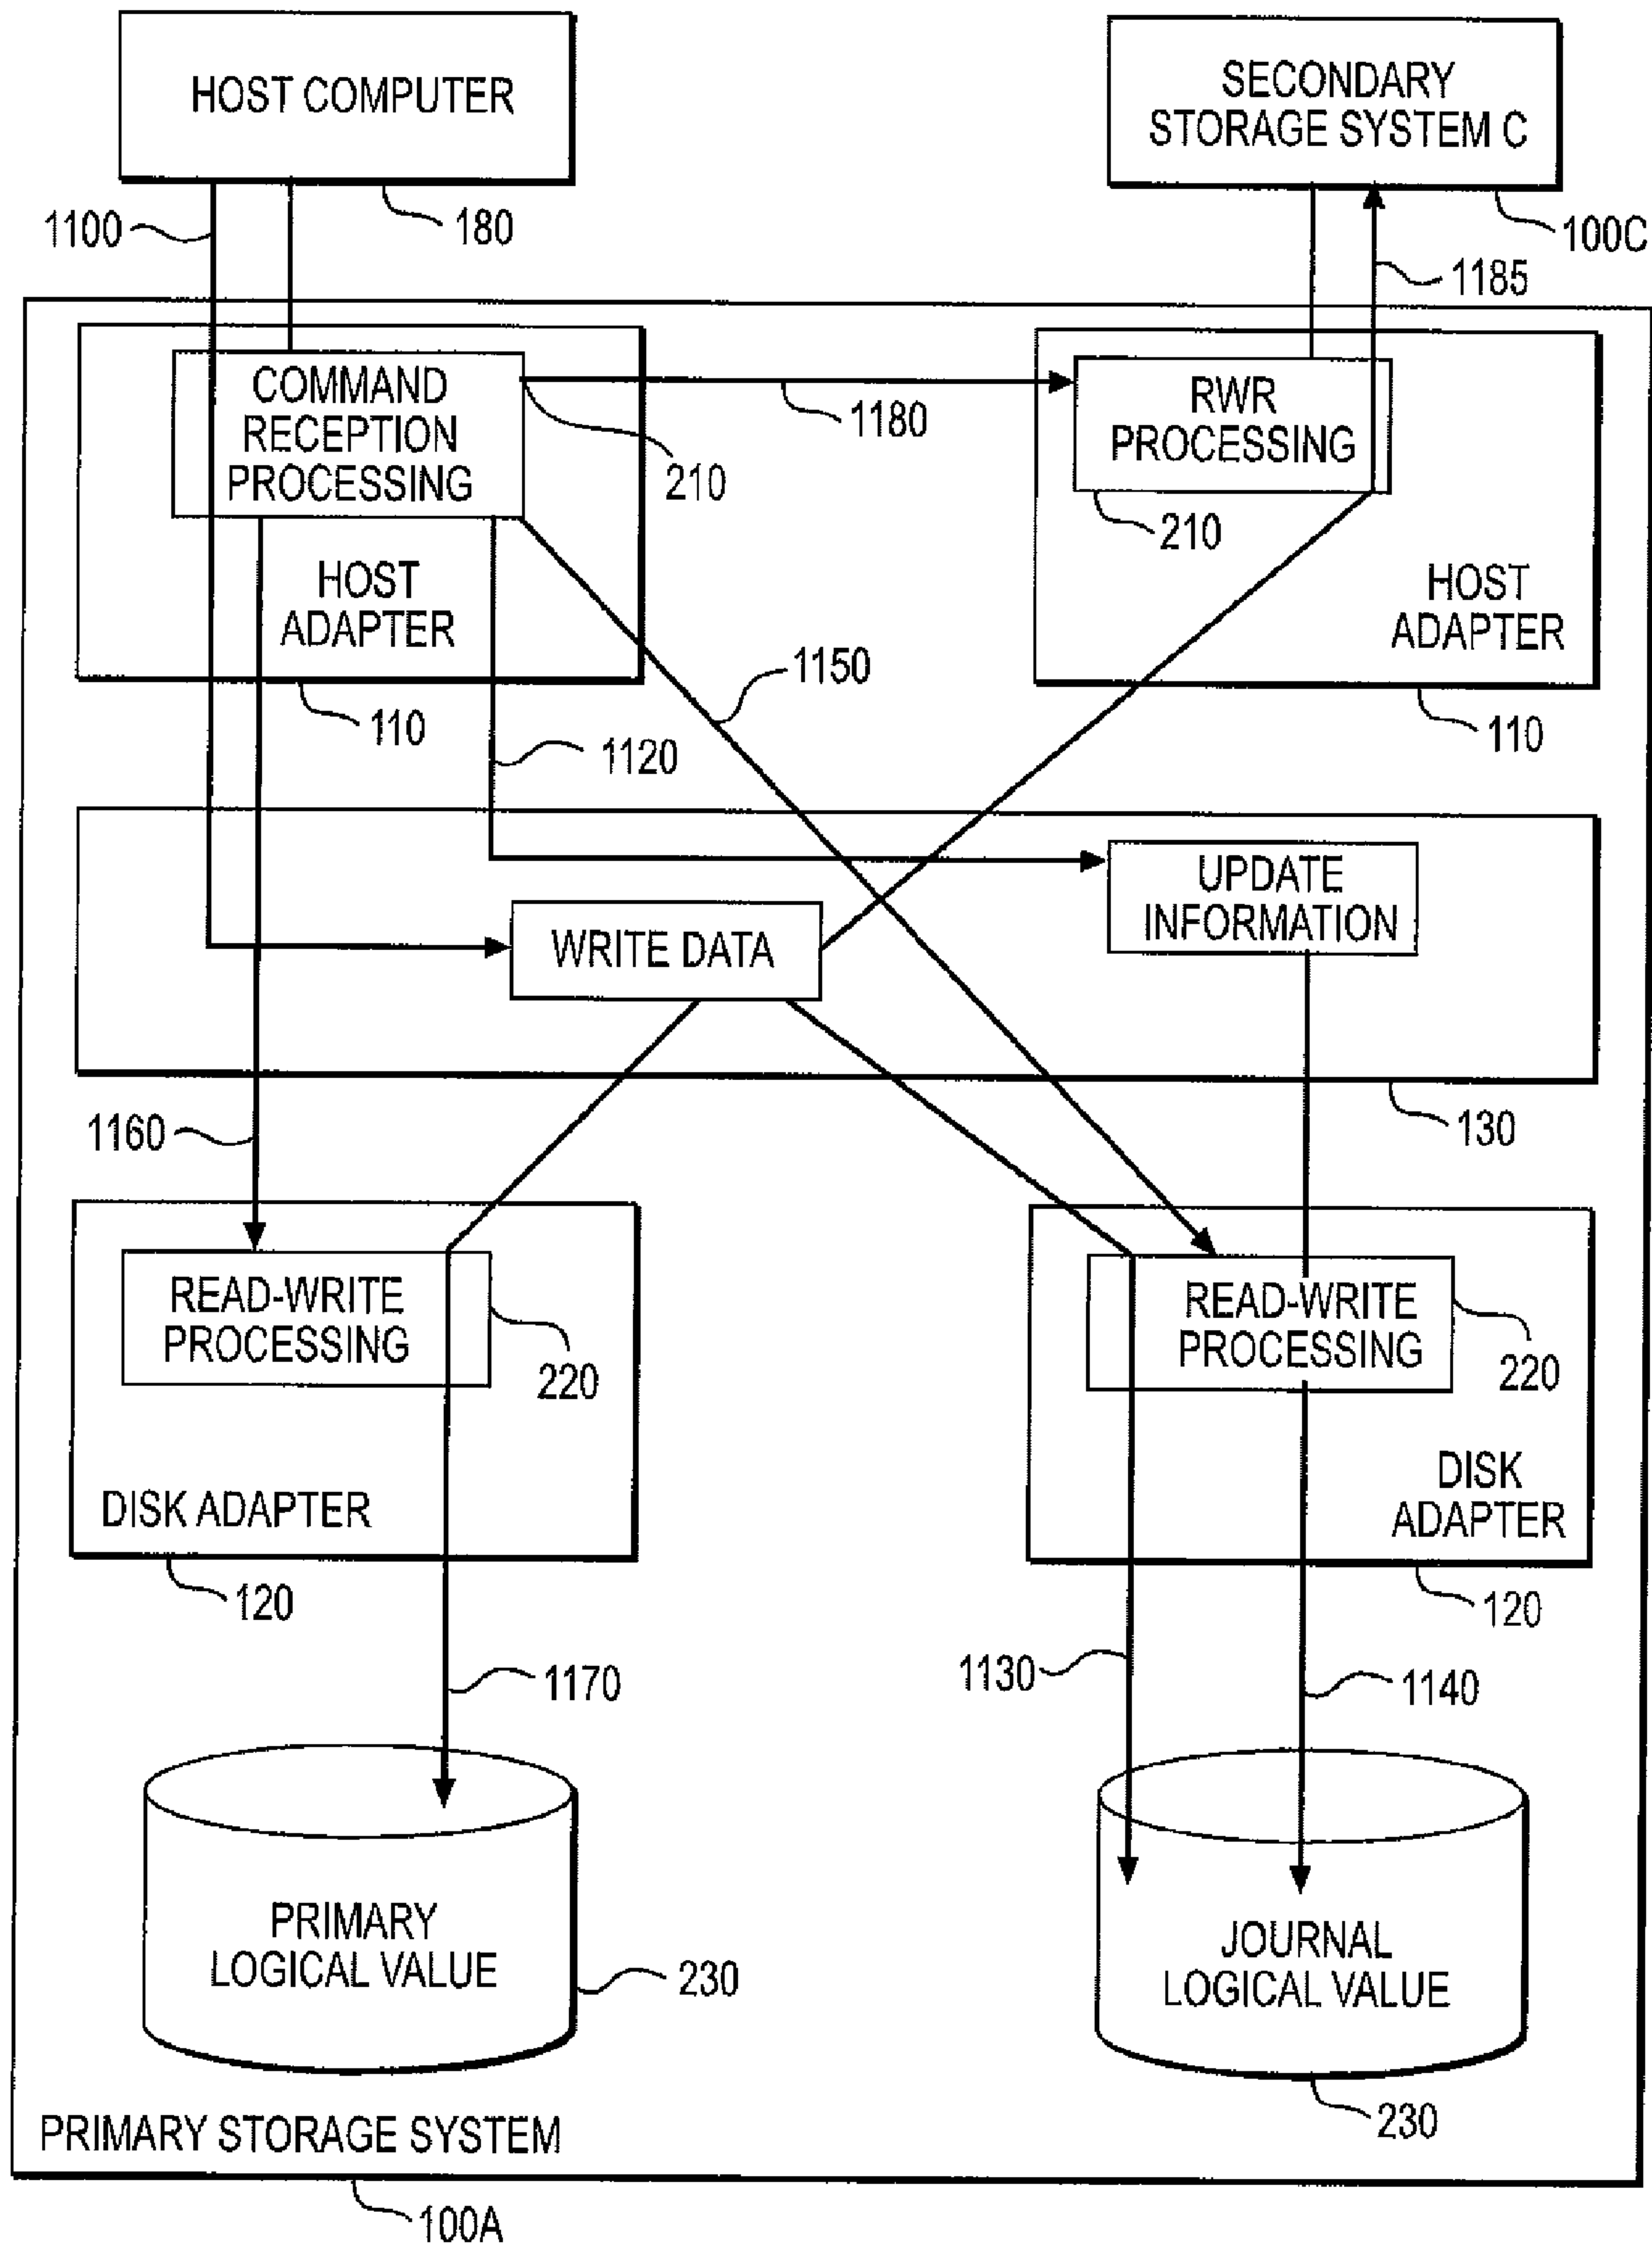 HOST COMPUTER
SECONDARY
STORAGE SYSTEM C
1100
180
100C
1185
COMMAND
RECEPTION
PROCESSING
1180
RWR
PROCESSING
210
210
HOST
ADAPTER
HOST
ADAPTER
1150
110
1120
110
UPDATE
INFORMATION
WRITE DATA
1160
130
READ-WRITE
PROCESSING
220
READ-WRITE
PROCESSING
220
DISK ADAPTER
DISK
ADAPTER
120
120
1170
1130
1140
PRIMARY
LOGICAL VALUE
230
JOURNAL
LOGICAL VALUE
230
PRIMARY STORAGE SYSTEM
100A